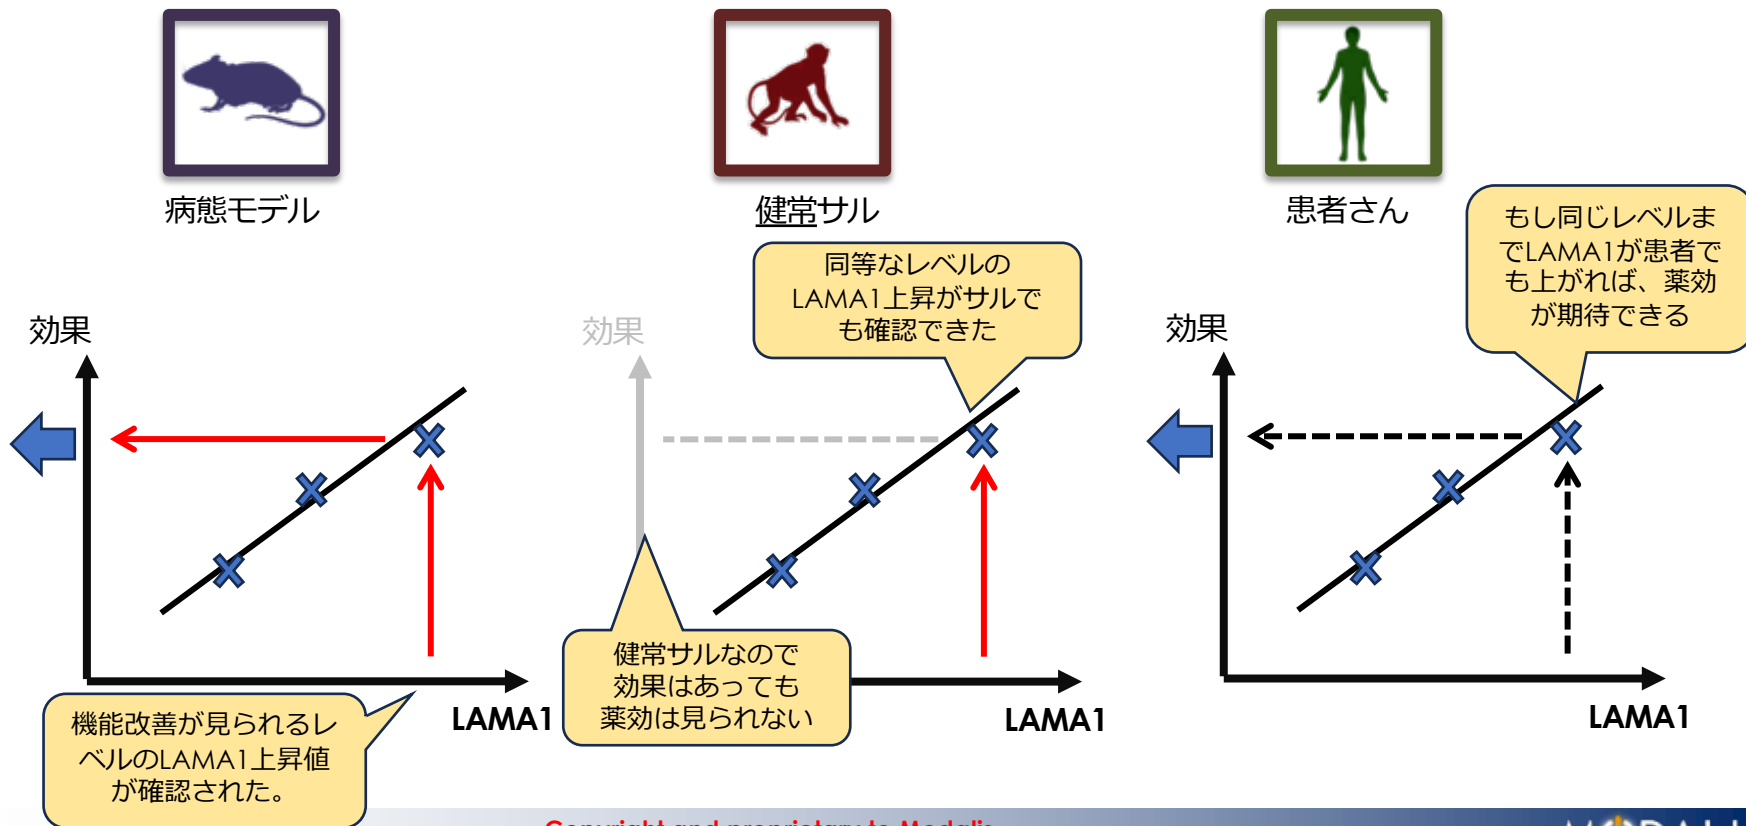 病態モデル
健常サル
患者さん
もし同じレベルま
でLAMA1が患者で
も上がれば、薬効
が期待できる
同等なレベルの
LAMA1上昇がサルで
も確認できた
効果
効果
効果
健常サルなので
効果はあっても
薬効は見られない
機能改善が見られるレ
ベルのLAMA1上昇値
が確認された。
LAMA1
LAMA1
LAMA1
Copyright and proprietary to Modalis